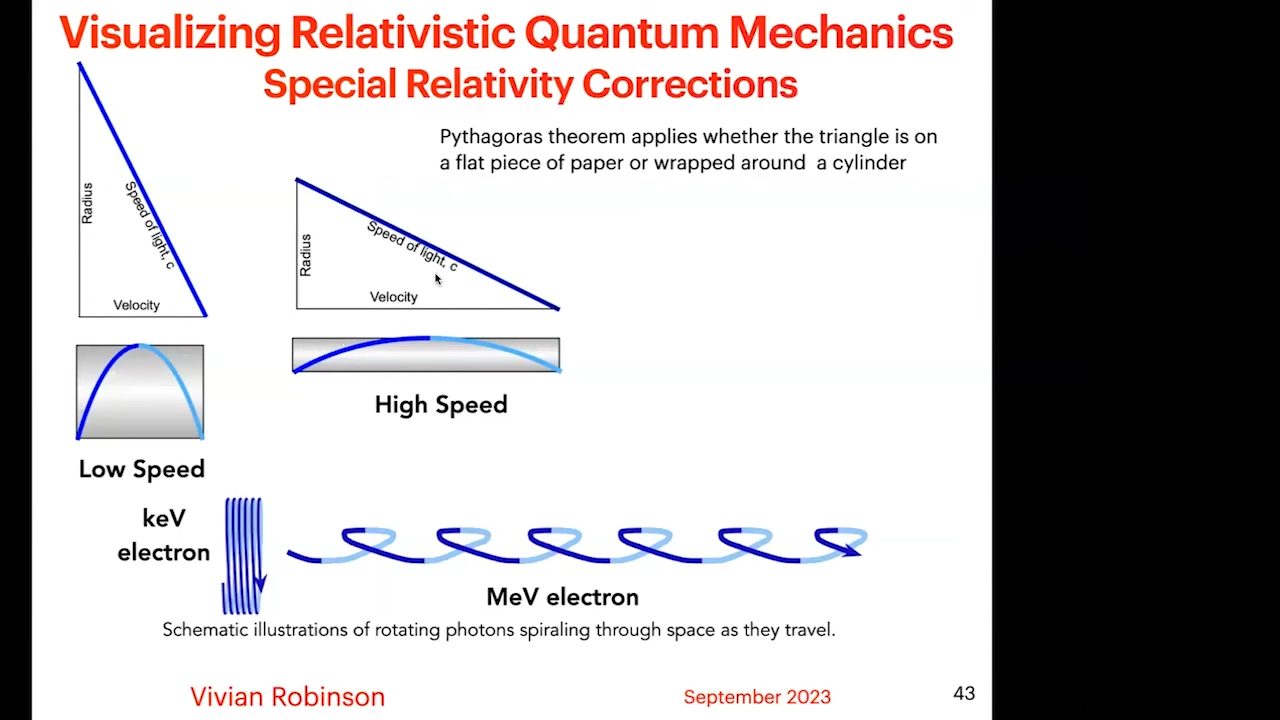 Visualizing Relativistic Quantum Mechanics
Special Relativity Corrections
Pythagoras theorem applies whether the triangle is on
a flat piece of paper or wrapped around a cylinder
Radius
Speed of light, c
Velocity
Radius
Speed of light, c
Velocity
High Speed
Low Speed
keV
electron
MeV electron
Schematic illustrations of rotating photons spiraling through space as they travel.
Vivian Robinson
September 2023
43